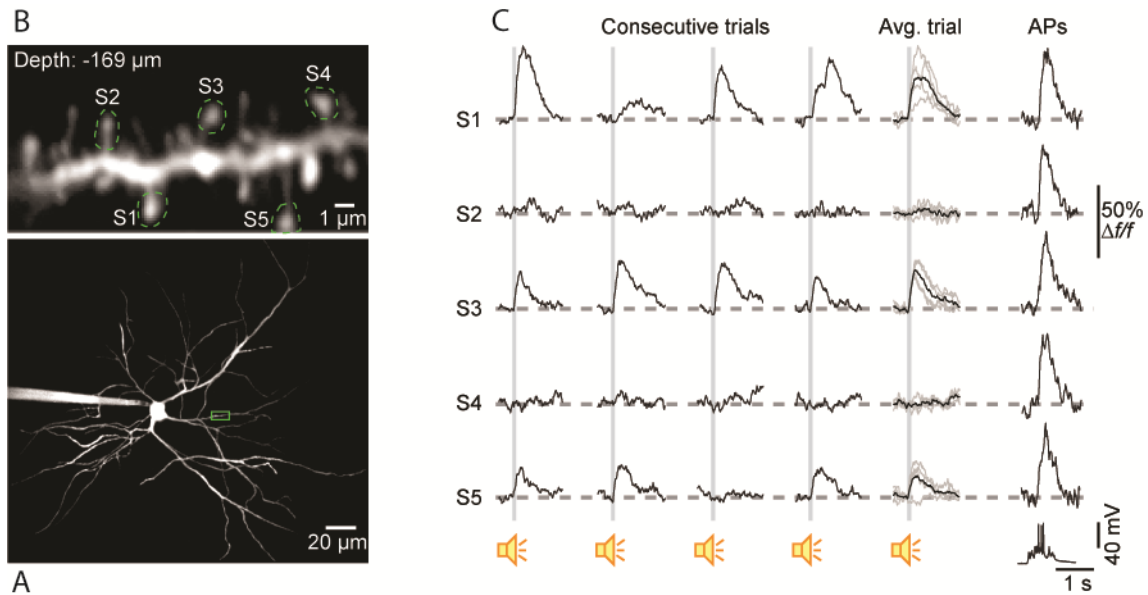 B
Depth: -169 µm
S2
S3
S4
S1
S5
1 µm
20 µm
A
C
Consecutive trials
Avg. trial
APs
S1
S2
50%
Δf/f
S3
S4
S5
40 mV
1 s